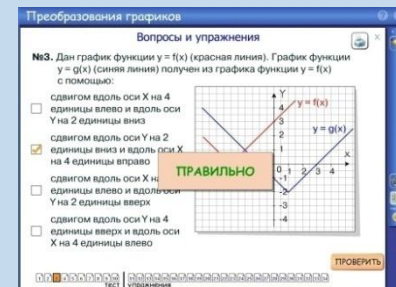 Преобразования графиков
Вопросы и упражнения
№3. Дан график функции y = f(x) (красная линия). График функции
y = g(x) (синяя линия) получен из графика функции y = f(x)
с помощью:
сдвигом вдоль оси X на 4
единицы влево и вдоль оси
Y на 2 единицы вниз
сдвигом вдоль оси Y на 2
единицы вниз и вдоль оси X
на 4 единицы вправо
сдвигом вдоль оси X на
единицы влево и вдоль оси
Y на 2 единицы вверх
сдвигом вдоль оси Y на 4
единицы вверх и вдоль оси
X на 4 единицы влево
Y
4
y = f(x)
3
2
y = g(x)
1
X
0 1 2 3 4
-1
-2
-3
-4
ПРАВИЛЬНО
ПРОВЕРИТЬ
ТЕСТ
УПРАЖНЕНИЯ